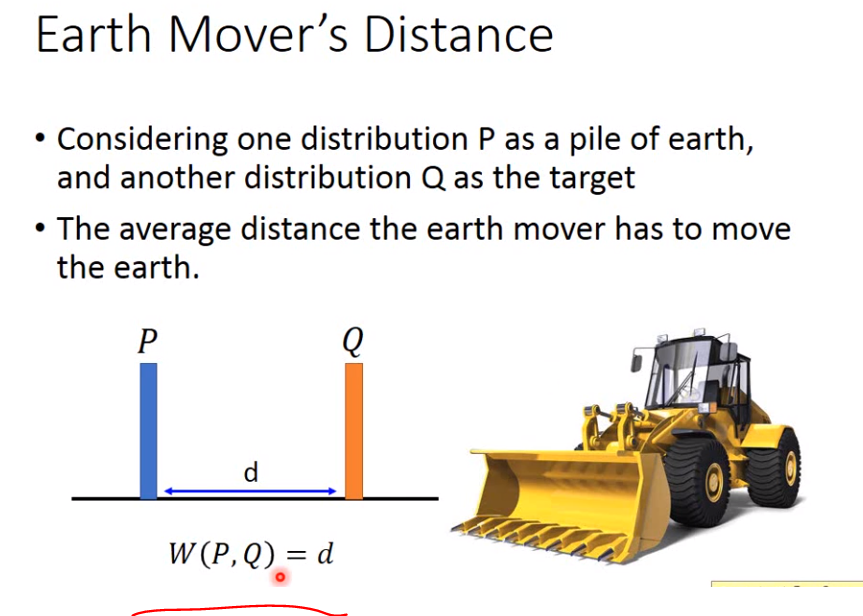 Earth Mover's Distance
• Considering one distribution P as a pile of earth,
and another distribution Q as the target
• The average distance the earth mover has to move
the earth.
P
Q
d
W(P, Q) = d